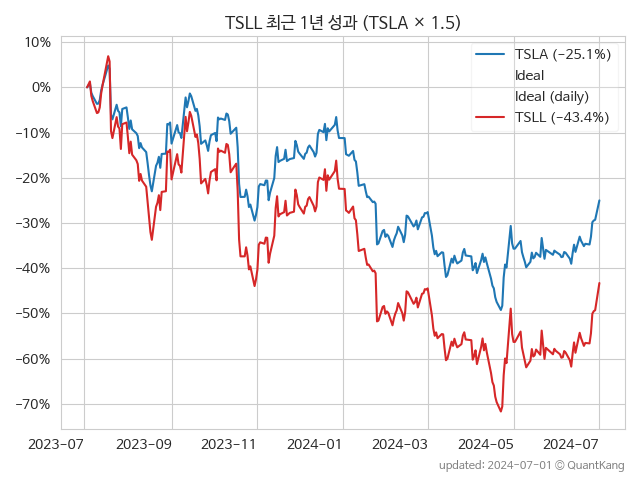 TSLL 최근 1년 성과 (TSLA × 1.5)
TSLA (−25.1%)
Ideal
Ideal (daily)
TSLL (−43.4%)
10%
0%
−10%
−20%
−30%
−40%
−50%
−60%
−70%
2023-07
2023-09
2023-11
2024-01
2024-03
2024-05
2024-07
updated: 2024-07-01 © QuantKang